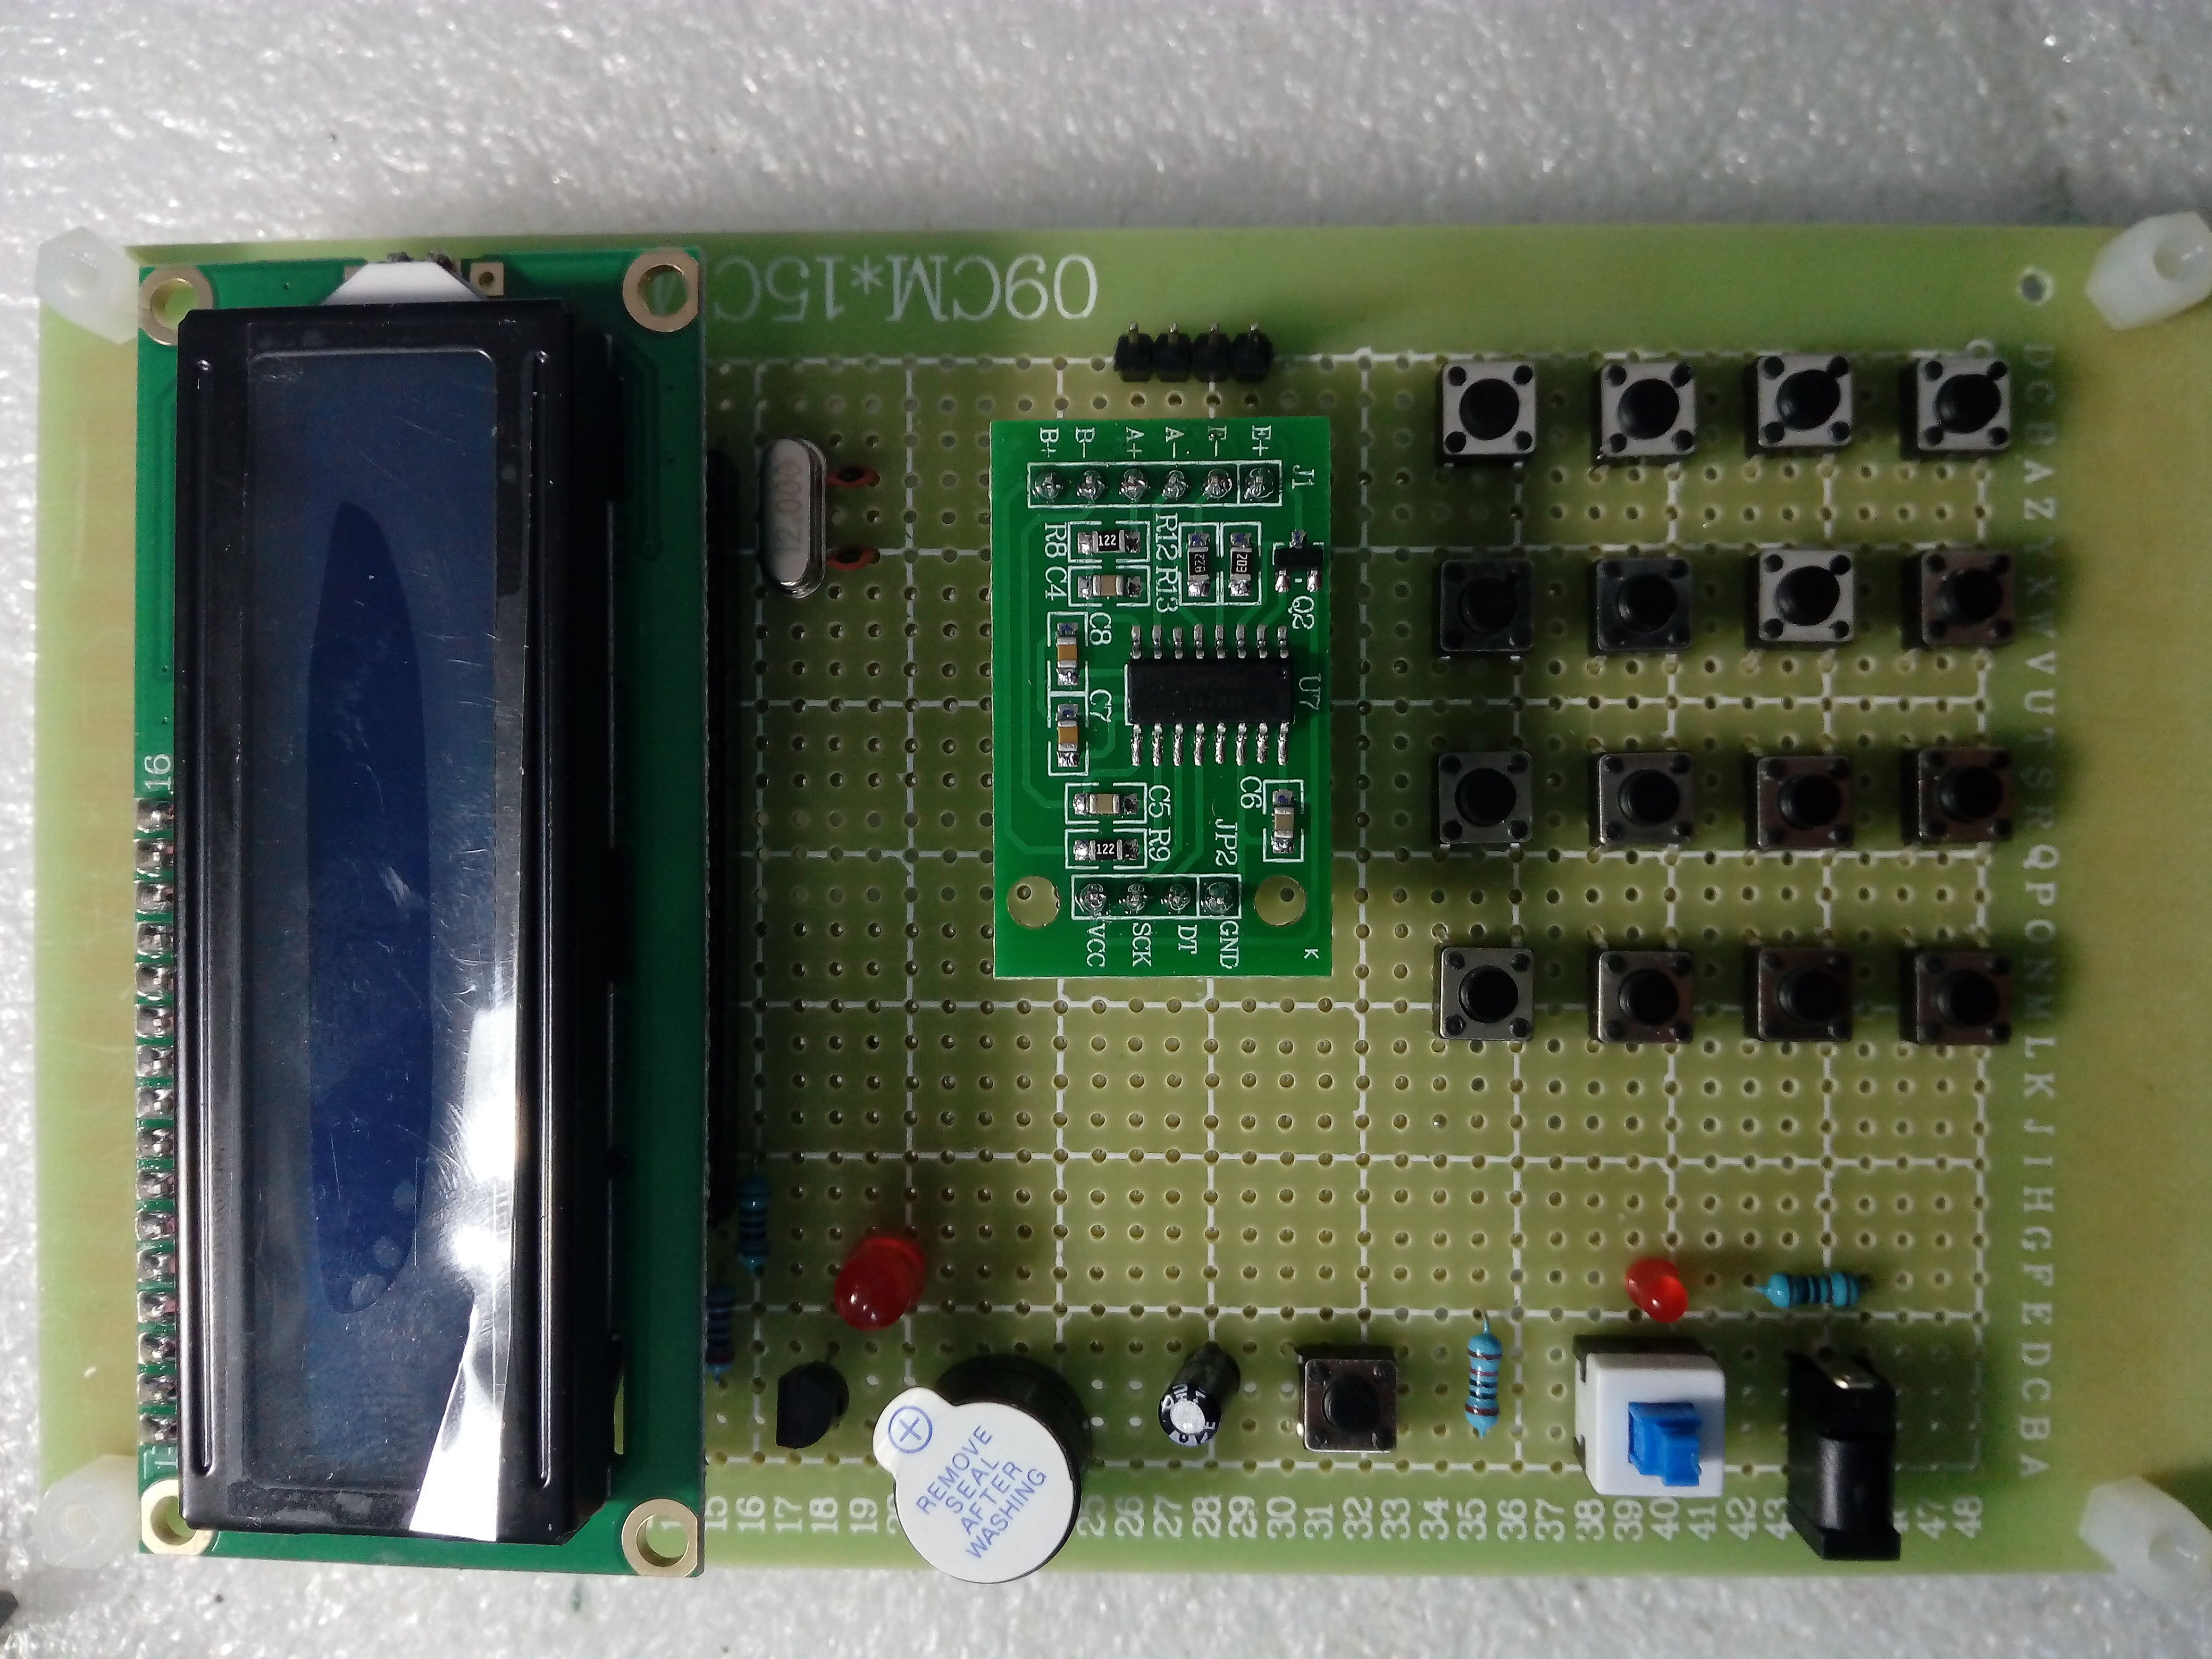 09CM*15C
12.000
B+
B-
A+
A-
E-
E+
J1
R8
122
R12
R13
C4
203
Q2
C8
U7
C7
C5
C6
R9
122
JP2
VCC
SCK
DT
GND
K
16
1
D C B A Z Y X W V U T S R Q P O N M L K J I H G F E D C B A
REMOVE
SEAL
AFTER
WASHING
15 16 17 18 19 25 26 27 28 29 30 31 32 33 34 35 36 37 38 39 40 41 42 43 47 48